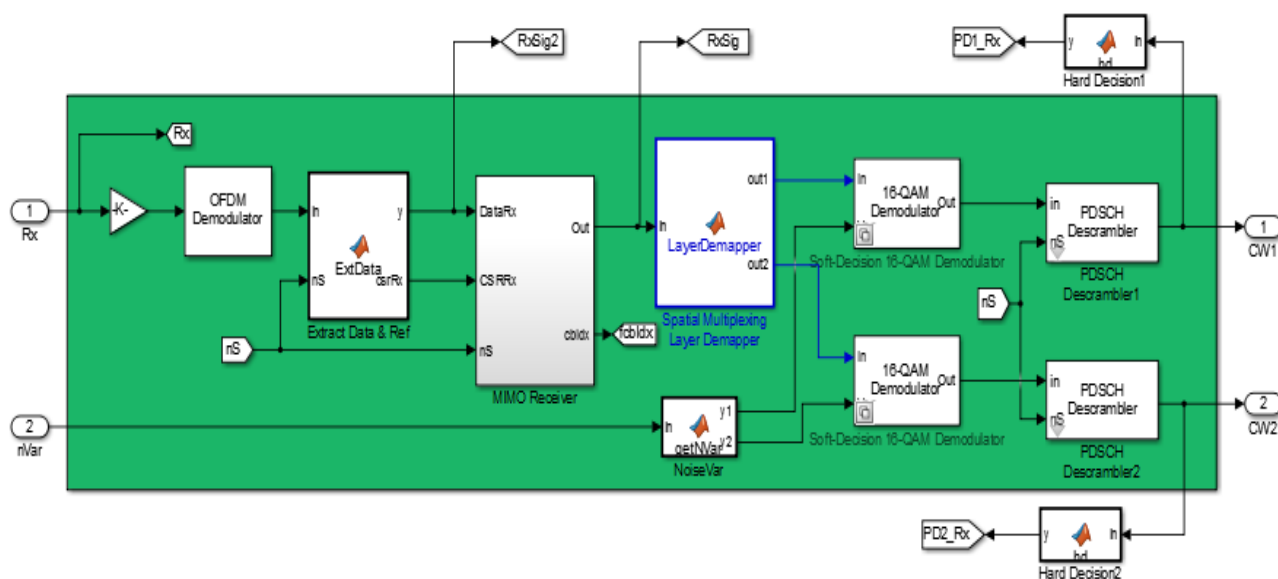 RxSig2
RxSig
PD1_Rx
y
In
hd
Hard Decision1
Rx
1
Rx
-K-
OFDM
Demodulator
In
y
ExtData
nS
csrRx
Extract Data & Ref
nS
DataRx
CSRRx
nS
Out
cbIdx
MIMO Receiver
fcbIdx
In
out1
LayerDemapper
out2
Spatial Multiplexing
Layer Demapper
In
16-QAM
Demodulator
Out
Soft-Decision 16-QAM Demodulator
In
16-QAM
Demodulator
Out
Soft-Decision 16-QAM Demodulator
in
PDSCH
Descrambler
nS
PDSCH
Descrambler1
nS
in
PDSCH
Descrambler
nS
PDSCH
Descrambler2
1
CW1
2
CW2
2
nVar
In
y1
getNVar
y2
NoiseVar
PD2_Rx
y
In
hd
Hard Decision2